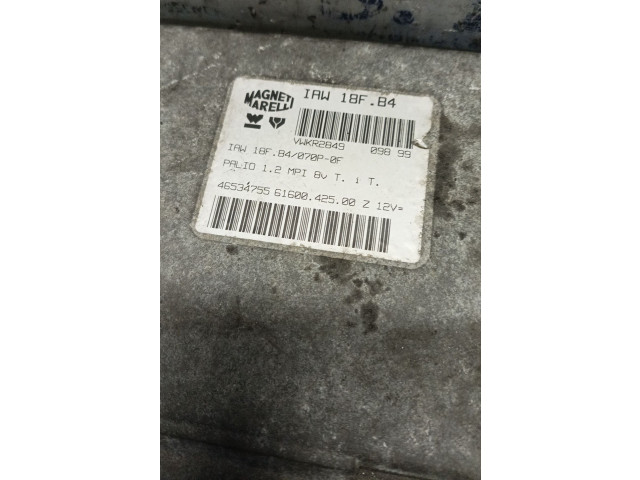 MAGNETI MARELLI
IAW 18F.B4
VWKR2849 098 99
IAW 18F.B4/070P-0F
PALIO 1.2 MPI 8v T. i T.
46534755 61600.425.00 Z 12V=